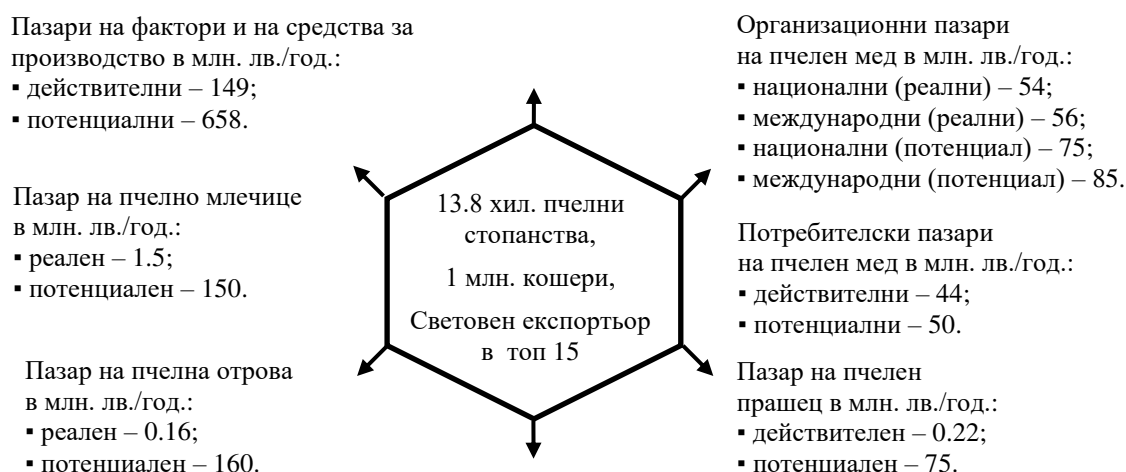 Пазари на фактори и на средства за
производство в млн. лв./год.:
▪ действителни – 149;
▪ потенциални – 658.
Пазар на пчелно млечице
в млн. лв./год.:
▪ реален – 1.5;
▪ потенциален – 150.
Пазар на пчелна отрова
в млн. лв./год.:
▪ реален – 0.16;
▪ потенциален – 160.
13.8 хил. пчелни
стопанства,
1 млн. кошери,
Световен експортьор
в топ 15
Организационни пазари
на пчелен мед в млн. лв./год.:
▪ национални (реални) – 54;
▪ международни (реални) – 56;
▪ национални (потенциал) – 75;
▪ международни (потенциал) – 85.
Потребителски пазари
на пчелен мед в млн. лв./год.:
▪ действителни – 44;
▪ потенциални – 50.
Пазар на пчелен
прашец в млн. лв./год.:
▪ действителен – 0.22;
▪ потенциален – 75.